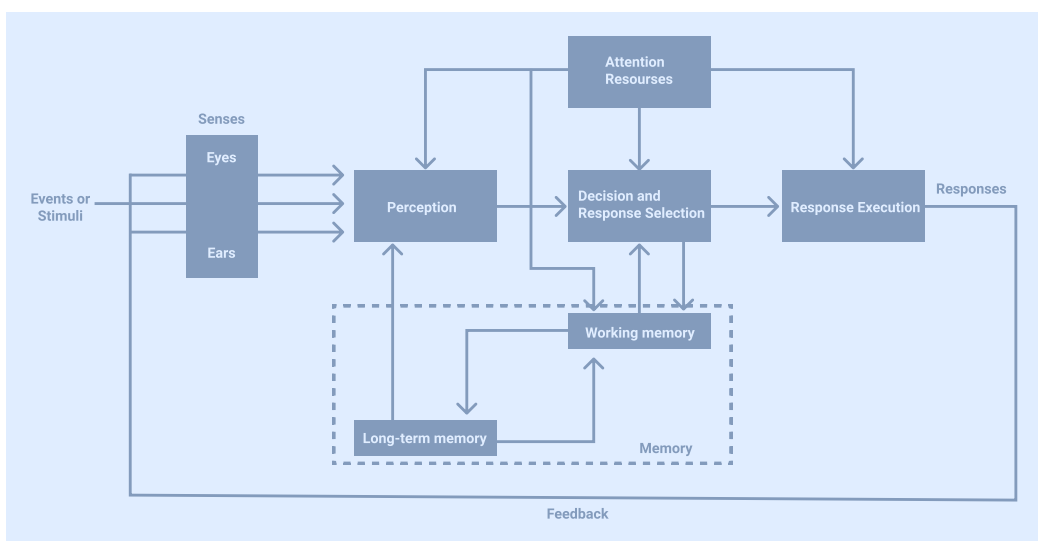 Attention
Resourses
Senses
Eyes
Events or
Stimuli
Ears
Perception
Decision and
Response Selection
Response Execution
Responses
Working memory
Long-term memory
Memory
Feedback